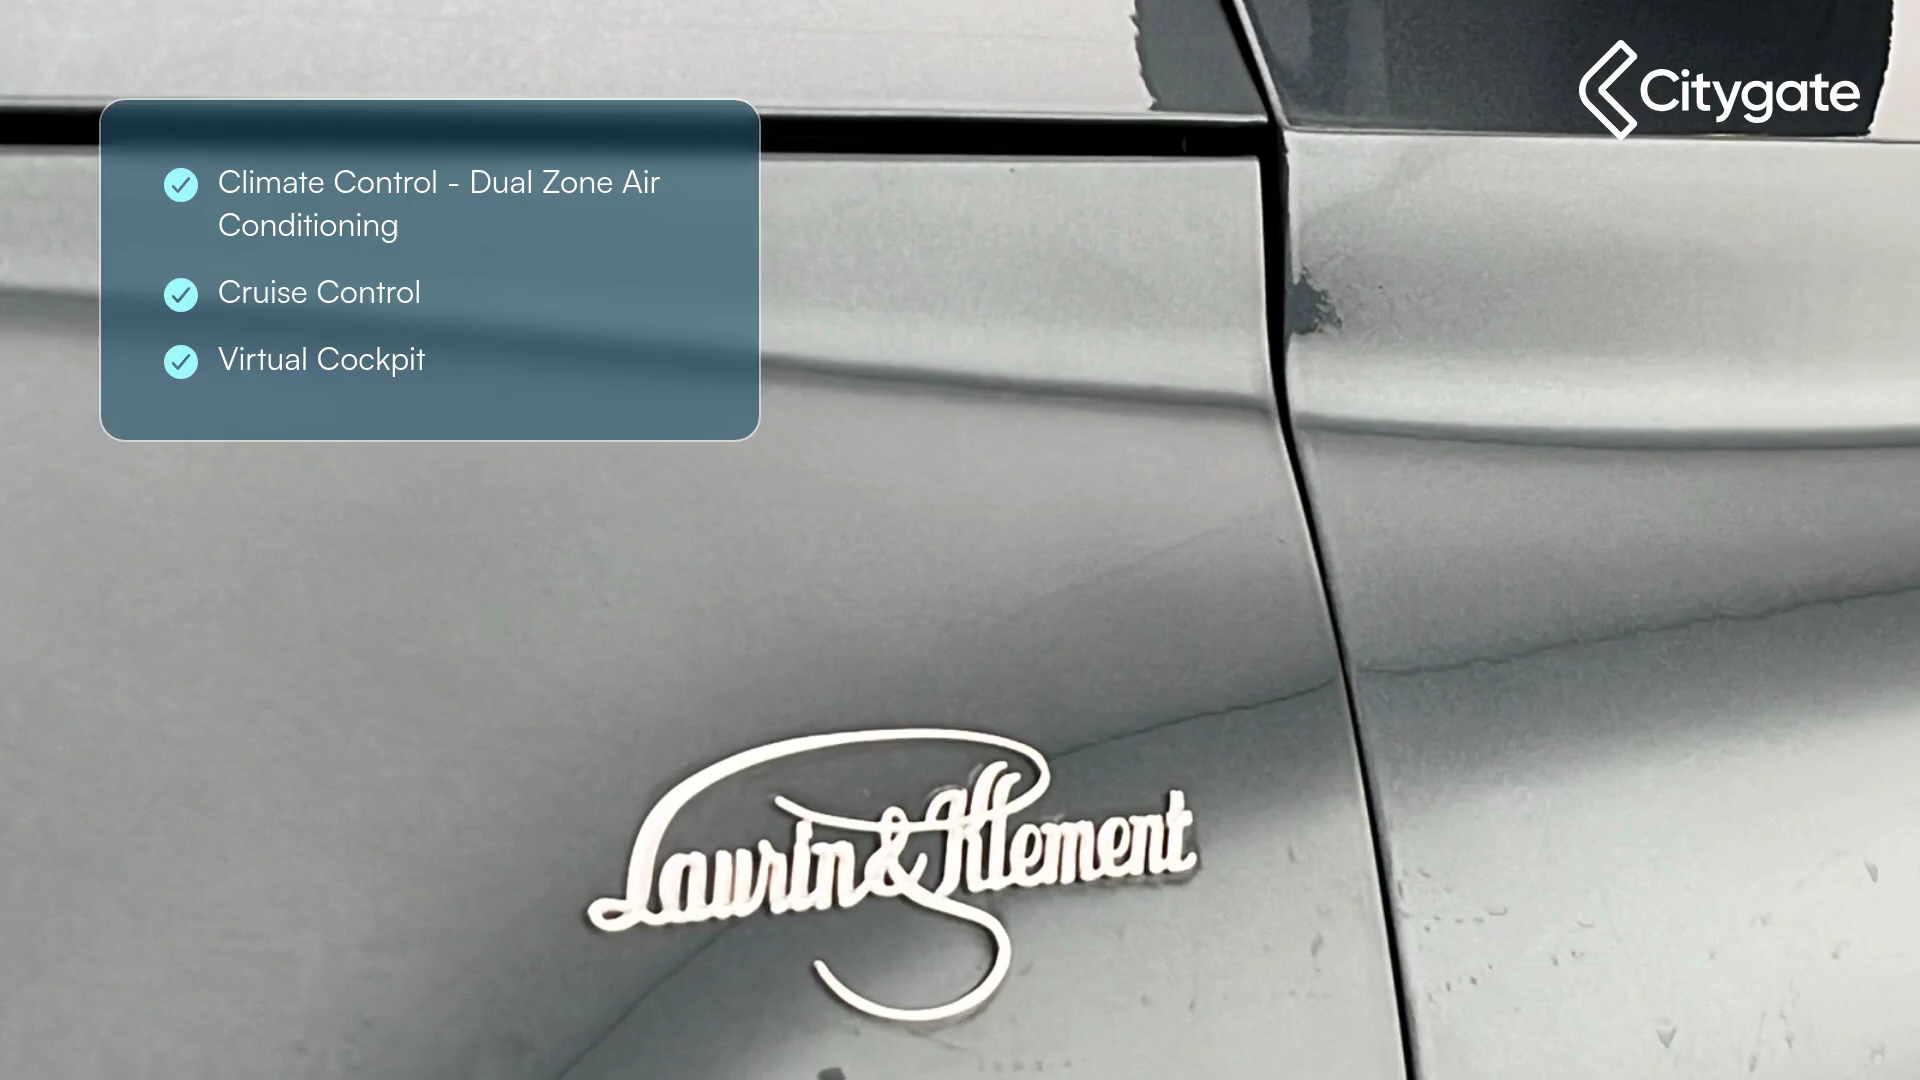 Citygate
Climate Control - Dual Zone Air
Conditioning
Cruise Control
Virtual Cockpit
Laurin & Klement